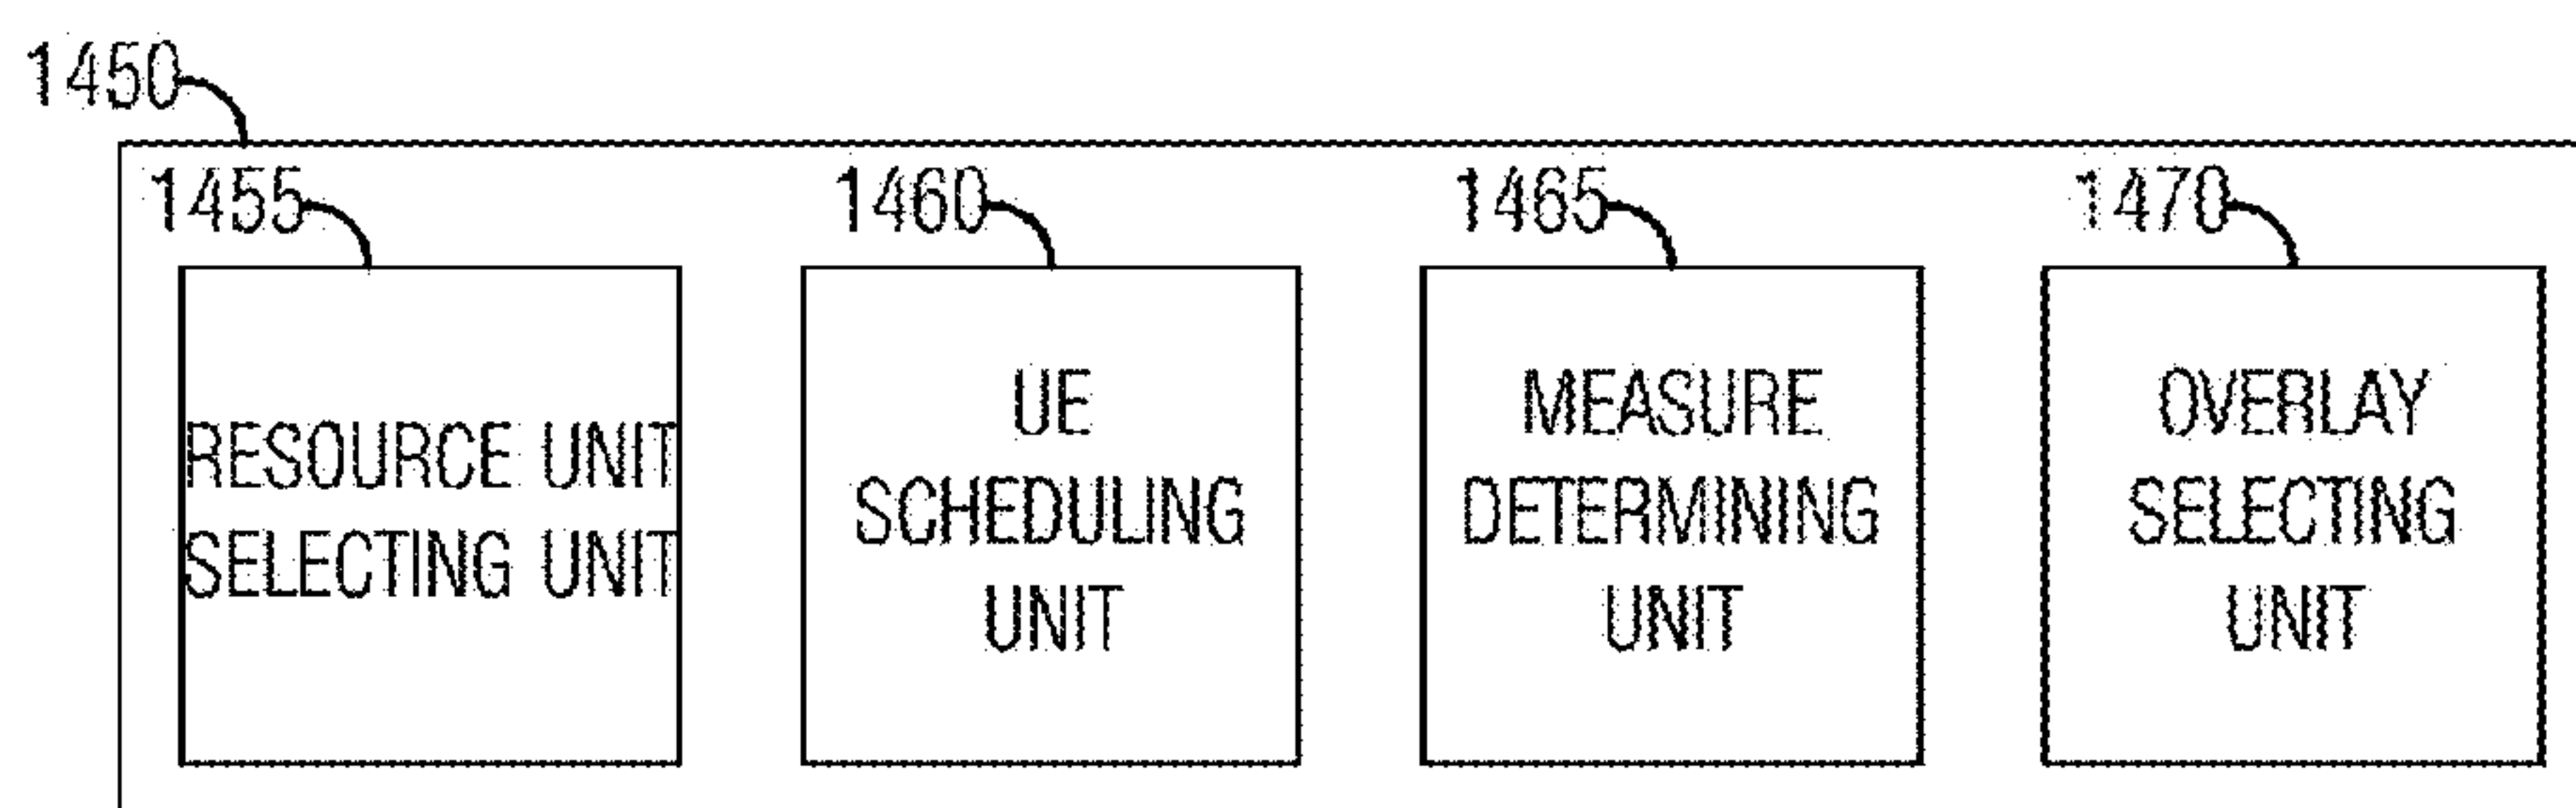 1450
1455
1460
1465
1470
RESOURCE UNIT
SELECTING UNIT
UE
SCHEDULING
UNIT
MEASURE
DETERMINING
UNIT
OVERLAY
SELECTING
UNIT